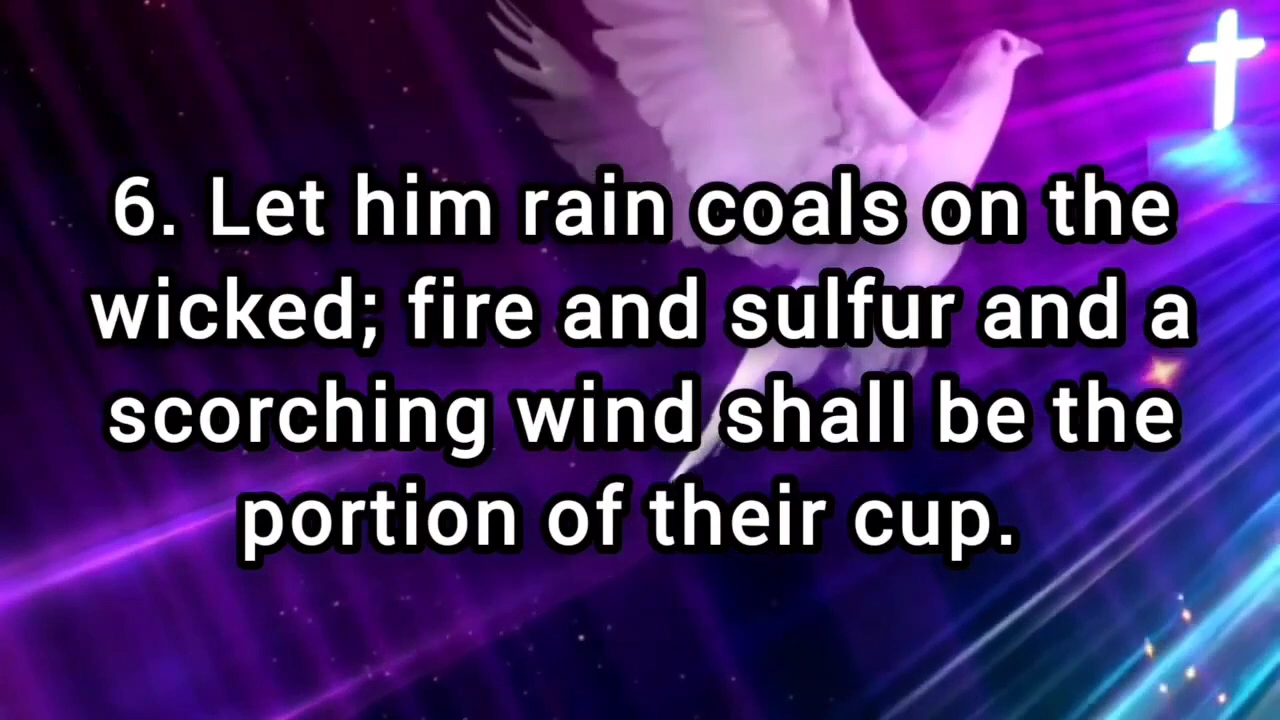 6. Let him rain coals on the
wicked; fire and sulfur and a
scorching wind shall be the
portion of their cup.